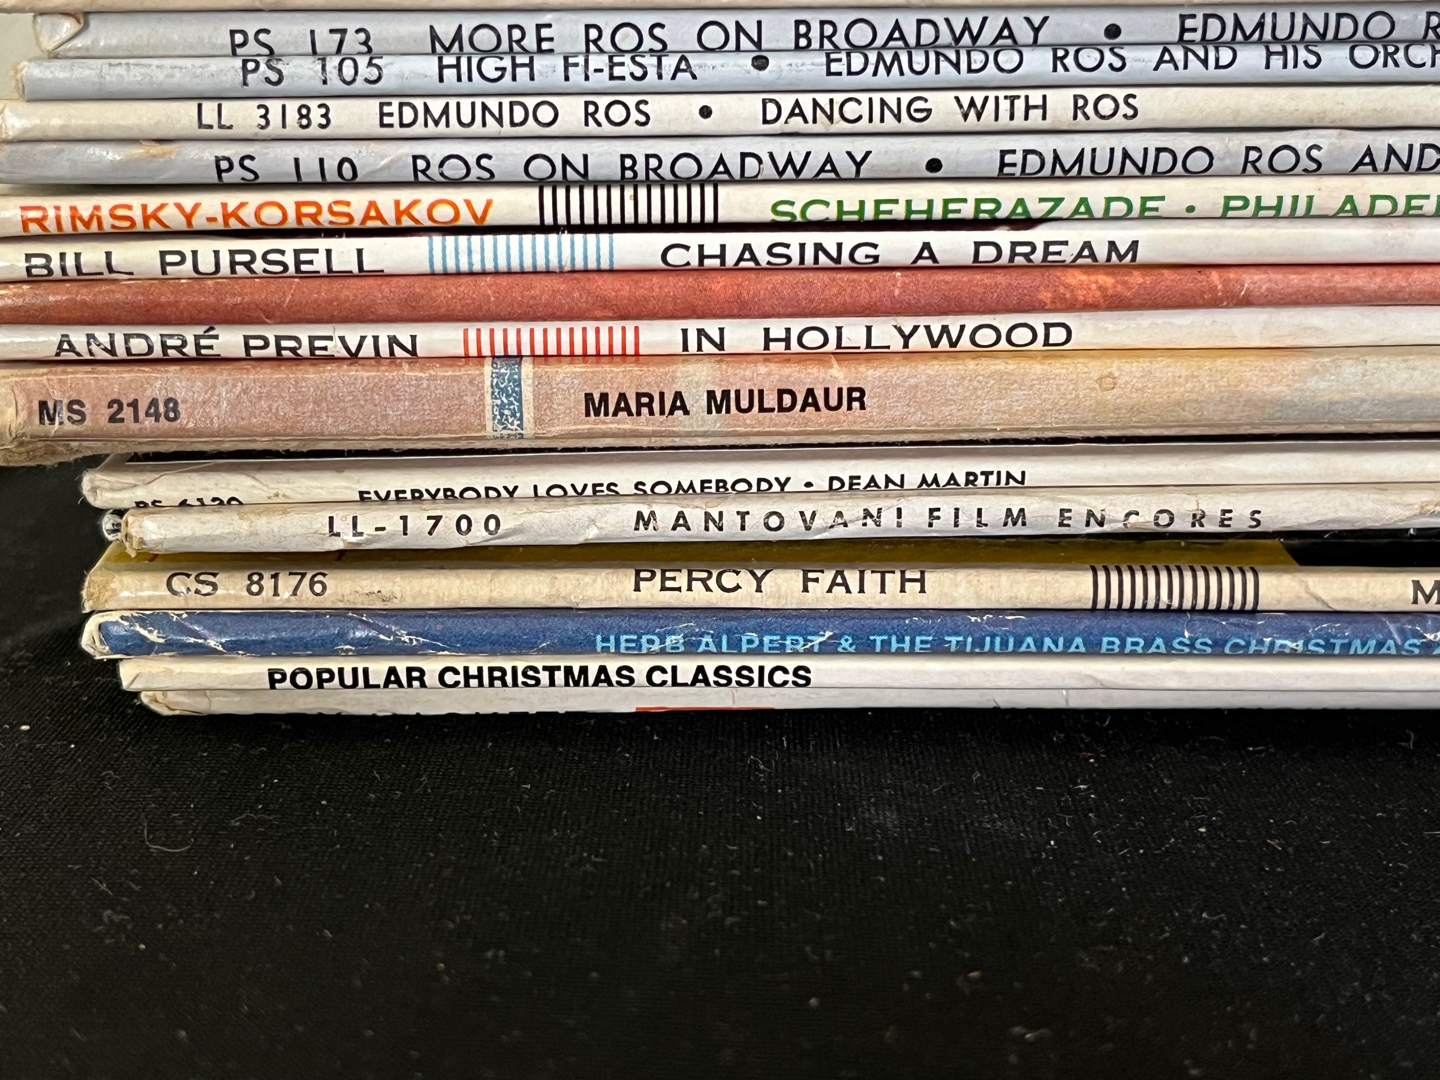 PS 173 MORE ROS ON BROADWAY • EDMUNDO R
PS 105 HIGH FI-ESTA • EDMUNDO ROS AND HIS ORCH
LL 3183 EDMUNDO ROS • DANCING WITH ROS
PS 110 ROS ON BROADWAY • EDMUNDO ROS AND
RIMSKY-KORSAKOV SCHEHERAZADE • PHILADEL
BILL PURSELL CHASING A DREAM
ANDRÉ PREVIN IN HOLLYWOOD
MS 2148 MARIA MULDAUR
EVERYBODY LOVES SOMEBODY • DEAN MARTIN
LL-1700 MANTOVANI FILM ENCORES
CS 8176 PERCY FAITH M
HERB ALPERT & THE TIJUANA BRASS CHRISTMAS
POPULAR CHRISTMAS CLASSICS